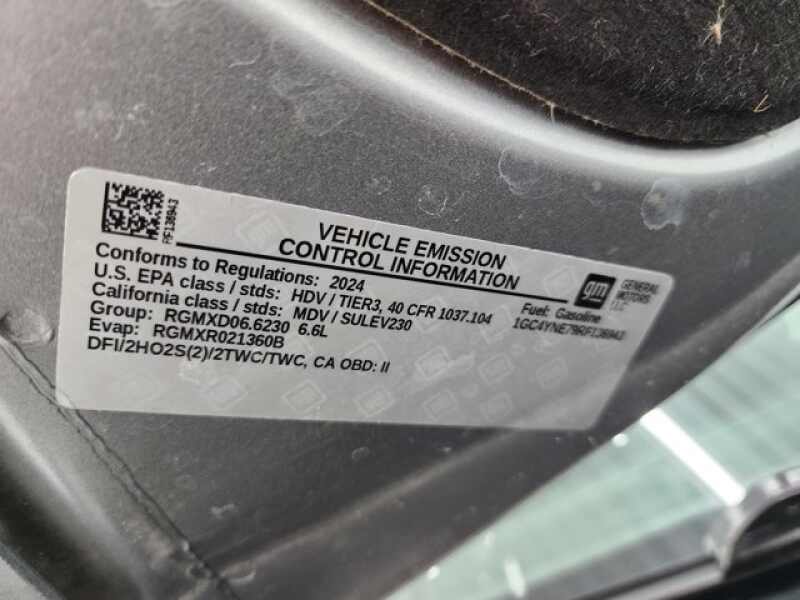 RF136943
VEHICLE EMISSION
CONTROL INFORMATION
Conforms to Regulations: 2024
U.S. EPA class / stds: HDV / TIER3, 40 CFR 1037.104
California class / stds: MDV / SULEV230
Group: RGMXD06.6230 6.6L
Evap: RGMXR021360B
DFI/2HO2S(2)/2TWC/TWC, CA OBD: II
gm
GENERAL
MOTORS
LLC
Fuel: Gasoline
1GC4YNE79RF136943